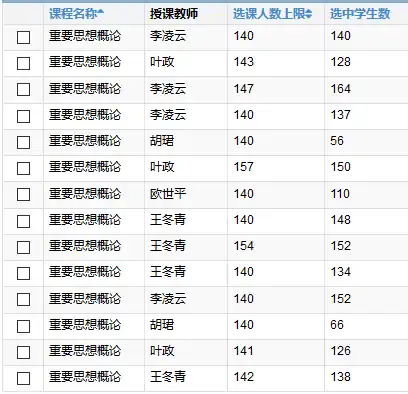 课程名称 授课教师 选课人数上限 选中学生数
重要思想概论 李凌云 140 140
重要思想概论 叶政 143 128
重要思想概论 李凌云 147 164
重要思想概论 李凌云 140 137
重要思想概论 胡珺 140 56
重要思想概论 叶政 157 150
重要思想概论 欧世平 140 110
重要思想概论 王冬青 140 148
重要思想概论 王冬青 154 152
重要思想概论 王冬青 140 134
重要思想概论 李凌云 140 152
重要思想概论 胡珺 140 66
重要思想概论 叶政 141 126
重要思想概论 王冬青 142 138